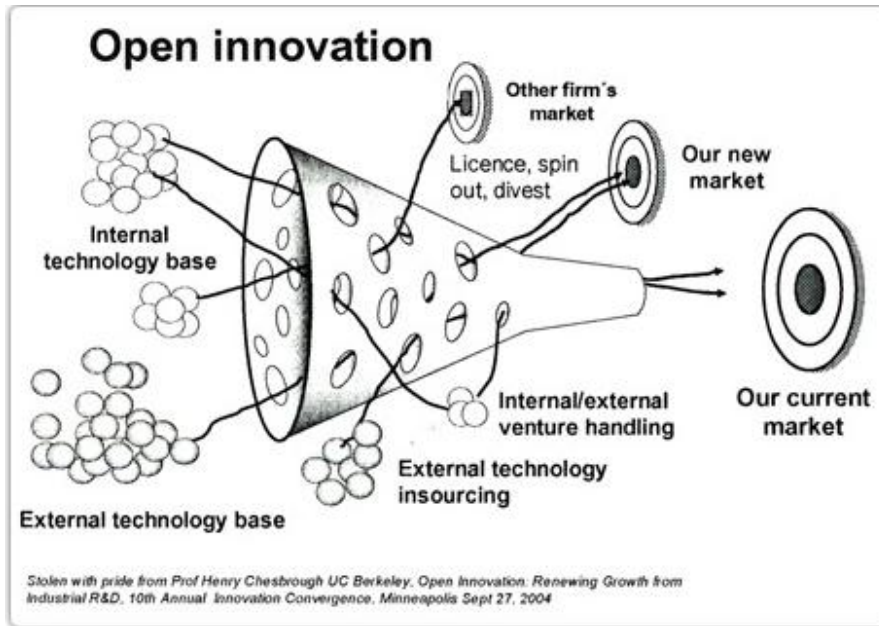 Open innovation
Other firm´s
market
Licence, spin
out, divest
Our new
market
Internal
technology base
Our current
market
Internal/external
venture handling
External technology
insourcing
External technology base
Stolen with pride from Prof Henry Chesbrough UC Berkeley, Open Innovation: Renewing Growth from
Industrial R&D, 10th Annual Innovation Convergence, Minneapolis Sept 27, 2004